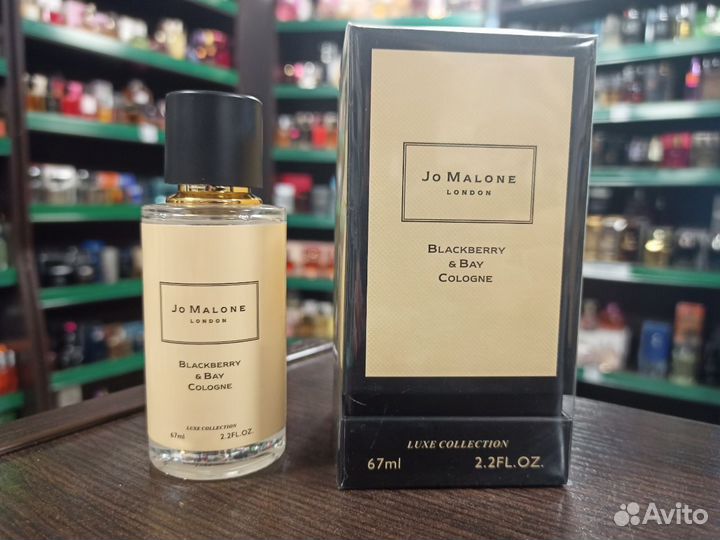 Jo Malone
LONDON
Blackberry
& Bay
Cologne
LUXE COLLECTION
67ml 2.2FL.OZ.
Jo Malone
LONDON
Blackberry
& Bay
Cologne
LUXE COLLECTION
67ml 2.2FL.OZ.
Avito